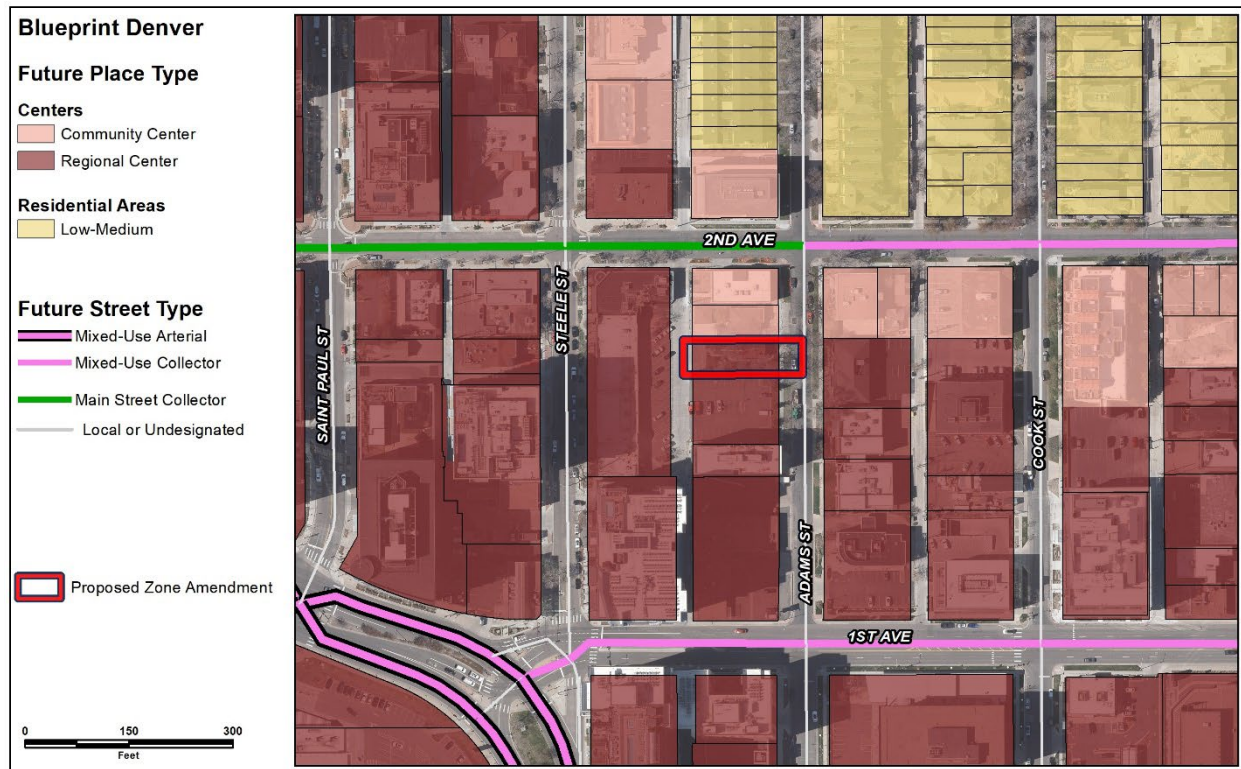 Blueprint Denver
Future Place Type
Centers
Community Center
Regional Center
Residential Areas
Low-Medium
Future Street Type
Mixed-Use Arterial
Mixed-Use Collector
Main Street Collector
Local or Undesignated
Proposed Zone Amendment
0 150 300
Feet
2ND AVE
SAINT PAUL ST
STEELE ST
ADAMS ST
COOK ST
1ST AVE